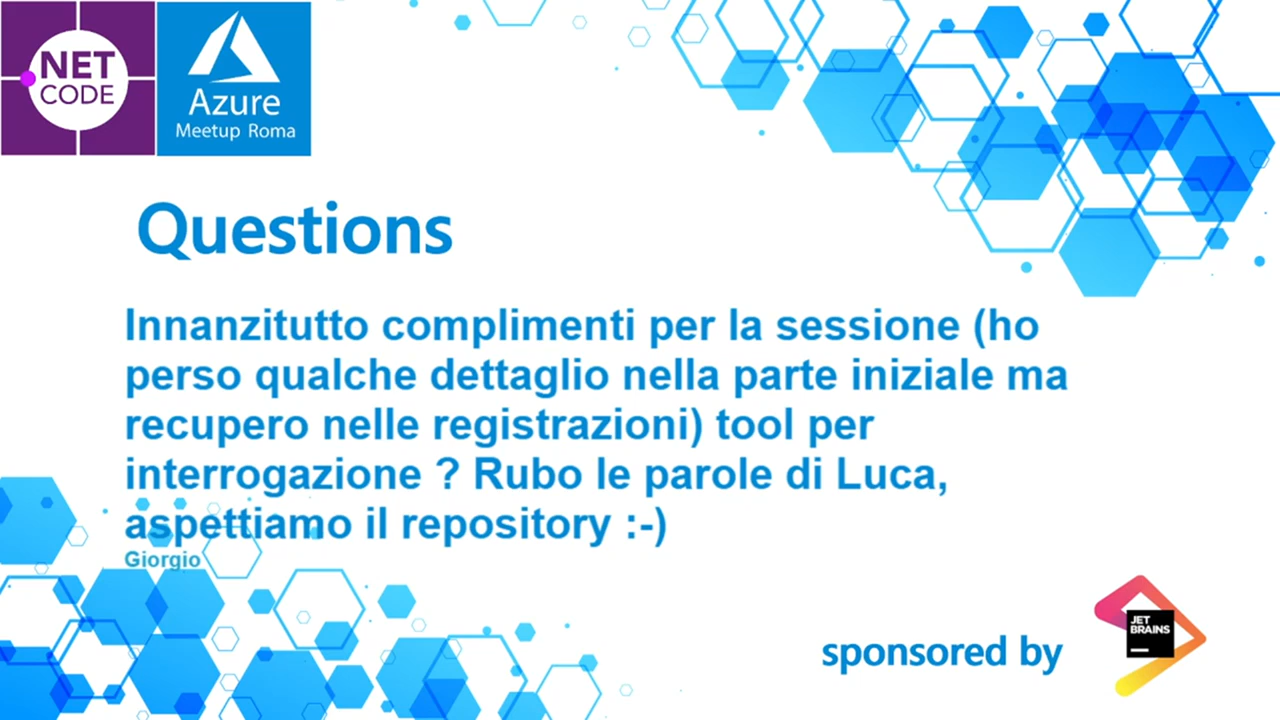 NET
CODE
Azure
Meetup Roma
Questions
Innanzitutto complimenti per la sessione (ho
perso qualche dettaglio nella parte iniziale ma
recupero nelle registrazioni) tool per
interrogazione ? Rubo le parole di Luca,
aspettiamo il repository :-)
Giorgio
sponsored by
JET
BRAINS